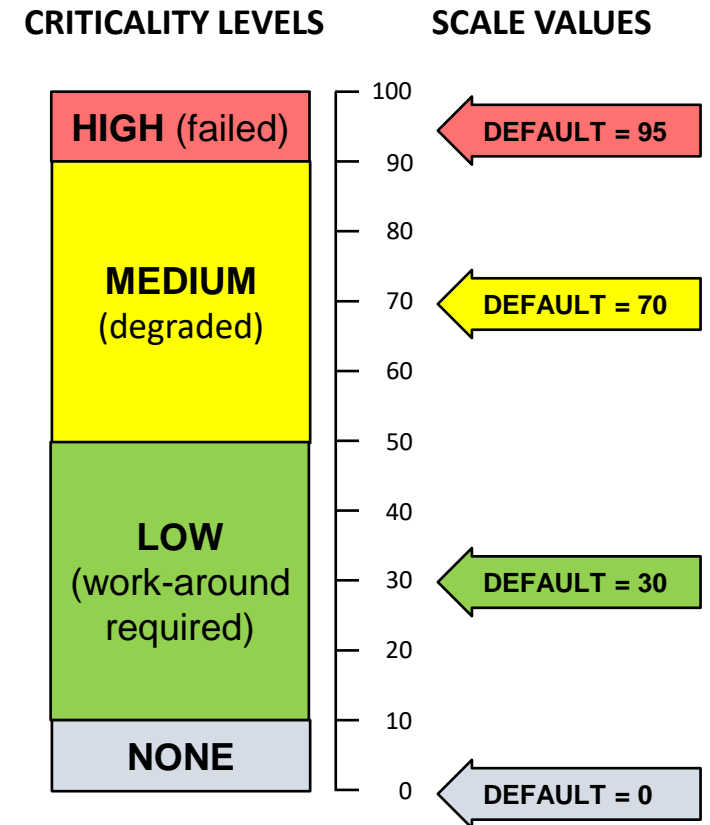 CRITICALITY LEVELS
SCALE VALUES
HIGH (failed)
MEDIUM
(degraded)
LOW
(work-around
required)
NONE
100
90
80
70
60
50
40
30
20
10
0
DEFAULT = 95
DEFAULT = 70
DEFAULT = 30
DEFAULT = 0